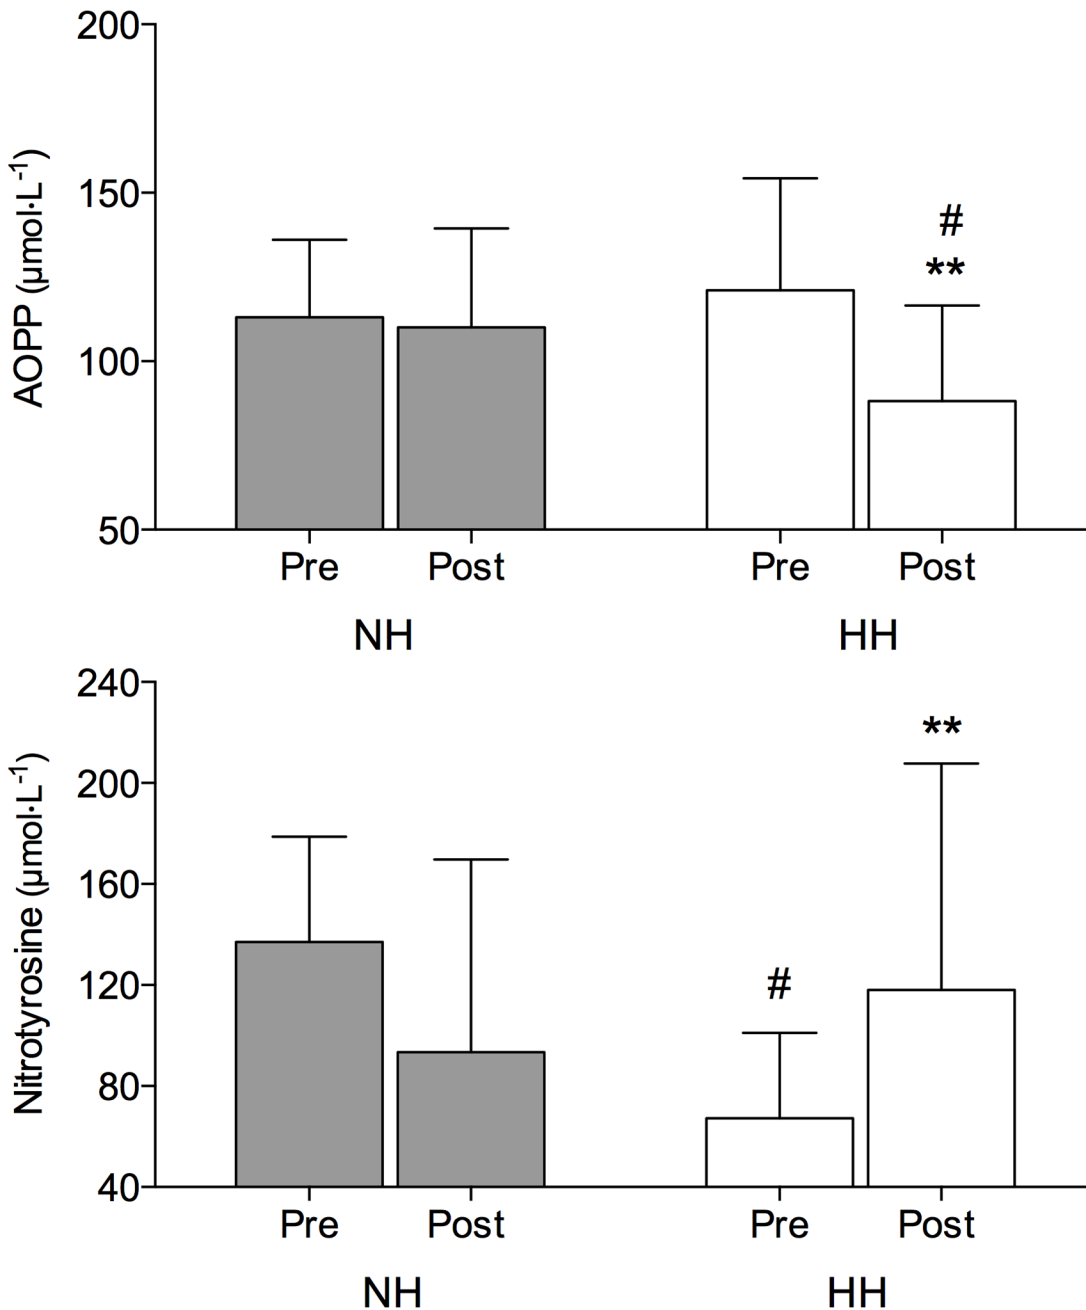 200
150
100
50
AOPP (µmol·L⁻¹)
#
**
Pre Post Pre Post
NH HH
240
200
160
120
80
40
Nitrotyrosine (µmol·L⁻¹)
**
#
Pre Post Pre Post
NH HH